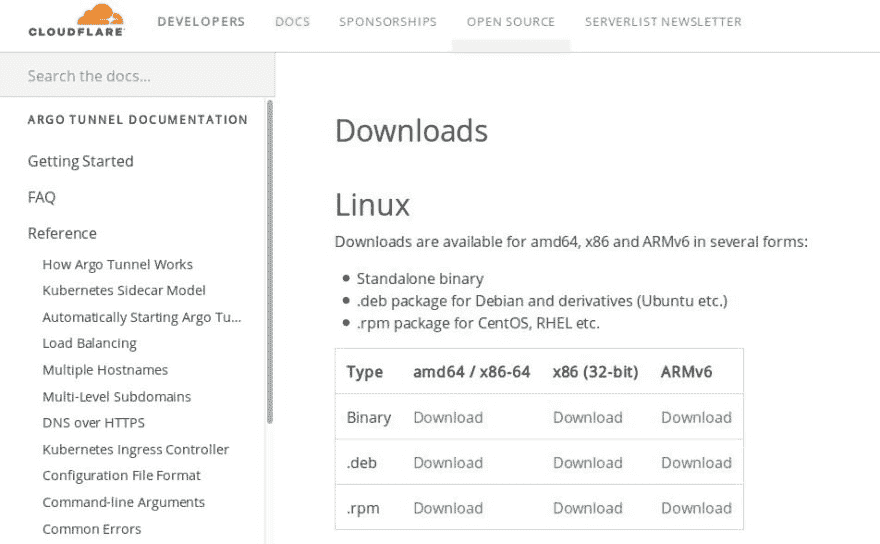 CLOUDFLARE
DEVELOPERS DOCS SPONSORSHIPS OPEN SOURCE SERVERLIST NEWSLETTER
Search the docs...
ARGO TUNNEL DOCUMENTATION
Getting Started
FAQ
Reference
How Argo Tunnel Works
Kubernetes Sidecar Model
Automatically Starting Argo Tu...
Load Balancing
Multiple Hostnames
Multi-Level Subdomains
DNS over HTTPS
Kubernetes Ingress Controller
Configuration File Format
Command-line Arguments
Common Errors
Downloads
Linux
Downloads are available for amd64, x86 and ARMv6 in several forms:
Standalone binary
.deb package for Debian and derivatives (Ubuntu etc.)
.rpm package for CentOS, RHEL etc.
Type amd64 / x86-64 x86 (32-bit) ARMv6
Binary Download Download Download
.deb Download Download Download
.rpm Download Download Download